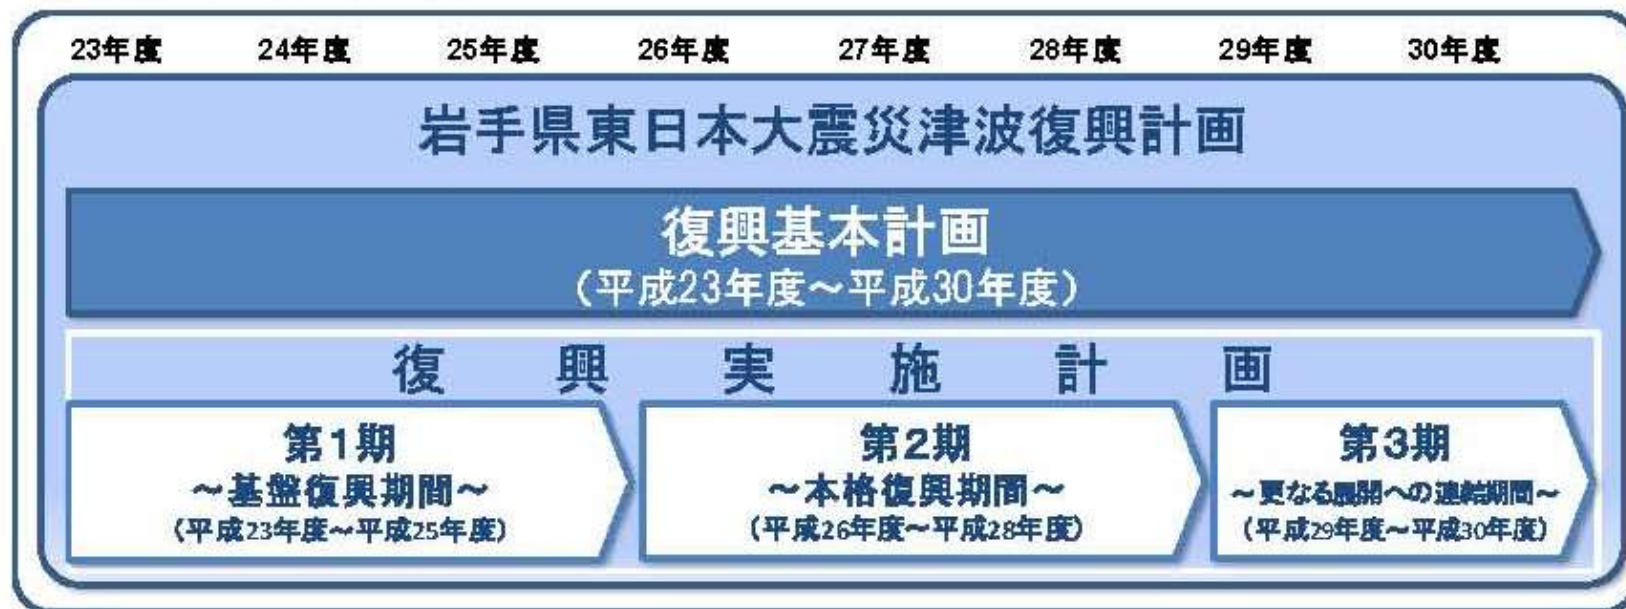 23年度 24年度 25年度 26年度 27年度 28年度 29年度 30年度
岩手県東日本大震災津波復興計画
復興基本計画
（平成23年度～平成30年度）
復興実施計画
第1期
～基盤復興期間～
（平成23年度～平成25年度）
第2期
～本格復興期間～
（平成26年度～平成28年度）
第3期
～更なる展開への連結期間～
（平成29年度～平成30年度）